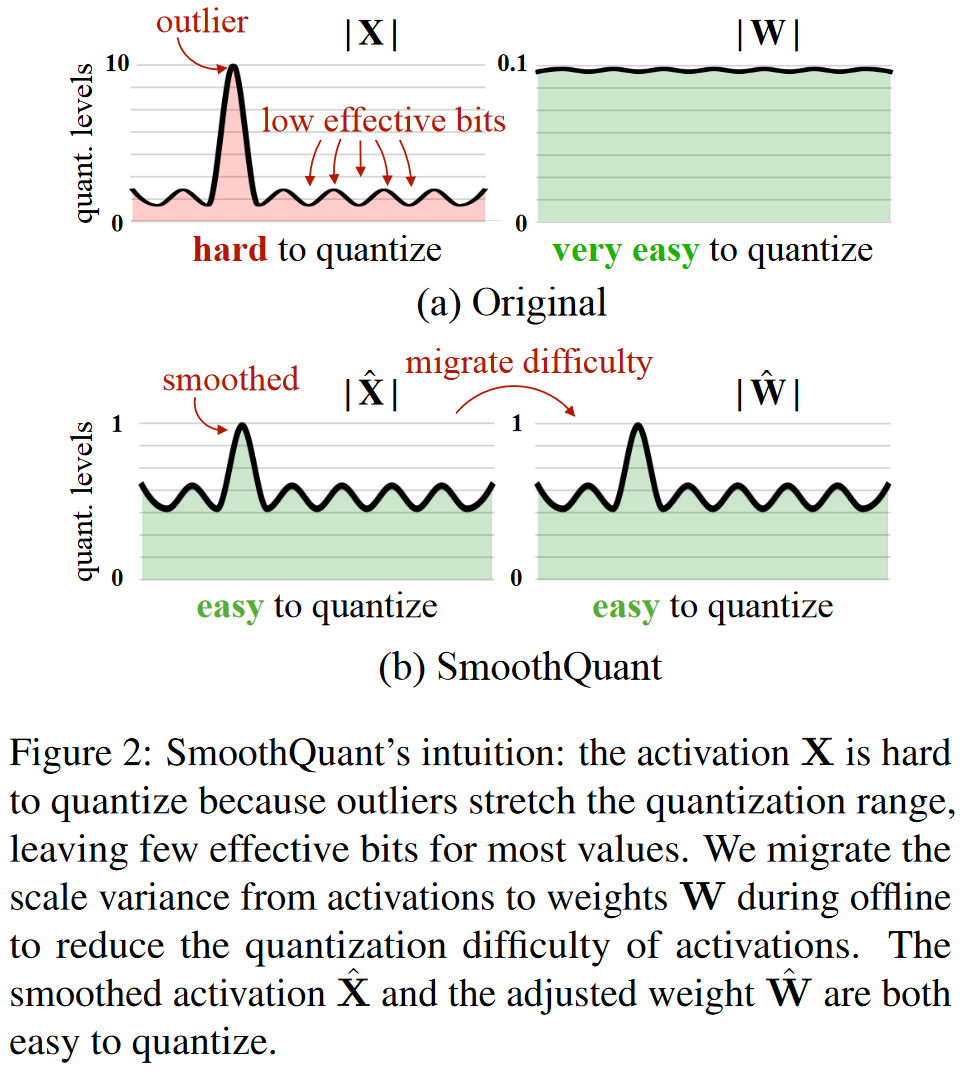 outlier
|X|
|W|
10
0.1
quant. levels
low effective bits
0
0
hard to quantize
very easy to quantize
(a) Original
migrate difficulty
smoothed
|X̂|
|Ŵ|
1
1
quant. levels
0
0
easy to quantize
easy to quantize
(b) SmoothQuant
Figure 2: SmoothQuant's intuition: the activation X is hard
to quantize because outliers stretch the quantization range,
leaving few effective bits for most values. We migrate the
scale variance from activations to weights W during offline
to reduce the quantization difficulty of activations. The
smoothed activation X̂ and the adjusted weight Ŵ are both
easy to quantize.